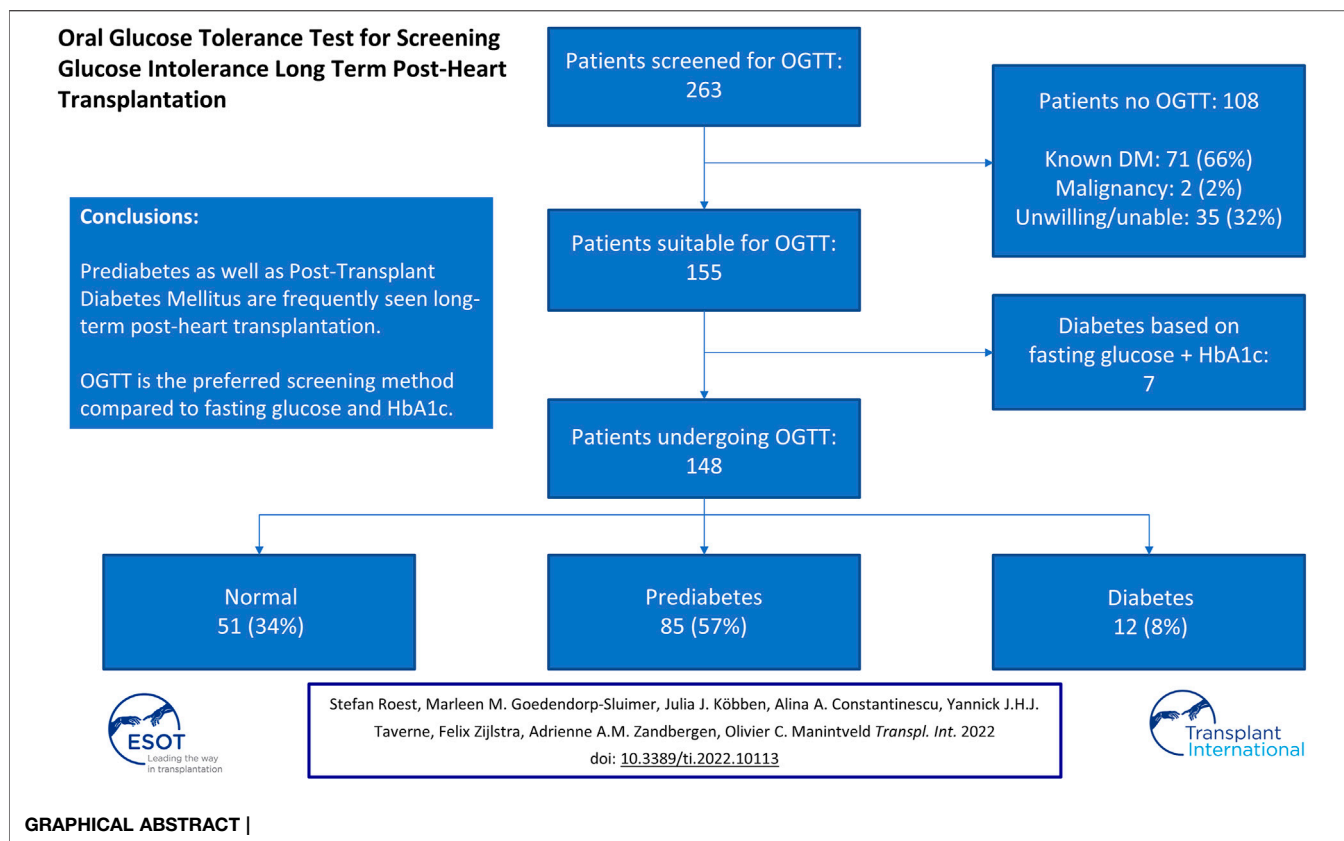 Oral Glucose Tolerance Test for Screening
Glucose Intolerance Long Term Post-Heart
Transplantation
Patients screened for OGTT:
263
Patients no OGTT: 108
Known DM: 71 (66%)
Malignancy: 2 (2%)
Unwilling/unable: 35 (32%)
Conclusions:
Prediabetes as well as Post-Transplant
Diabetes Mellitus are frequently seen long-
term post-heart transplantation.
OGTT is the preferred screening method
compared to fasting glucose and HbA1c.
Patients suitable for OGTT:
155
Diabetes based on
fasting glucose + HbA1c:
7
Patients undergoing OGTT:
148
Normal
51 (34%)
Prediabetes
85 (57%)
Diabetes
12 (8%)
ESOT
Leading the way
in transplantation
Stefan Roest, Marleen M. Goedendorp-Sluimer, Julia J. Köbben, Alina A. Constantinescu, Yannick J.H.J.
Taverne, Felix Zijlstra, Adrienne A.M. Zandbergen, Olivier C. Manintveld Transpl. Int. 2022
doi: 10.3389/ti.2022.10113
Transplant
International
GRAPHICAL ABSTRACT |